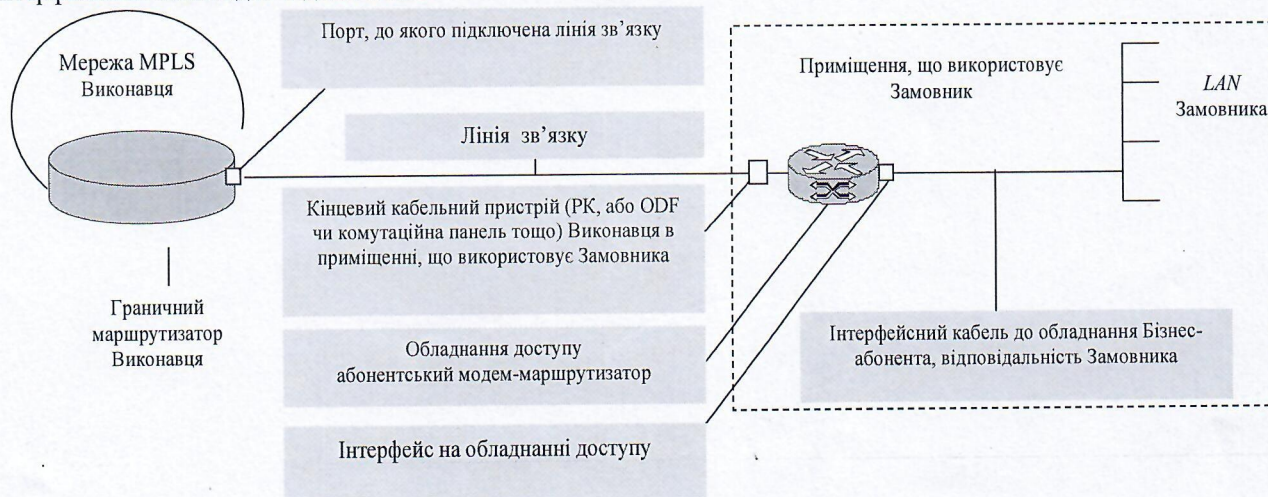 Порт, до якого підключена лінія зв’язку
Мережа MPLS
Виконавця
Приміщення, що використовує
Замовник
LAN
Замовника
Лінія зв’язку
Кінцевий кабельний пристрій (РК, або ODF
чи комутаційна панель тощо) Виконавця в
приміщенні, що використовує Замовника
Граничний
маршрутизатор
Виконавця
Обладнання доступу
абонентський модем-маршрутизатор
Інтерфейсний кабель до обладнання Бізнес-
абонента, відповідальність Замовника
Інтерфейс на обладнанні доступу